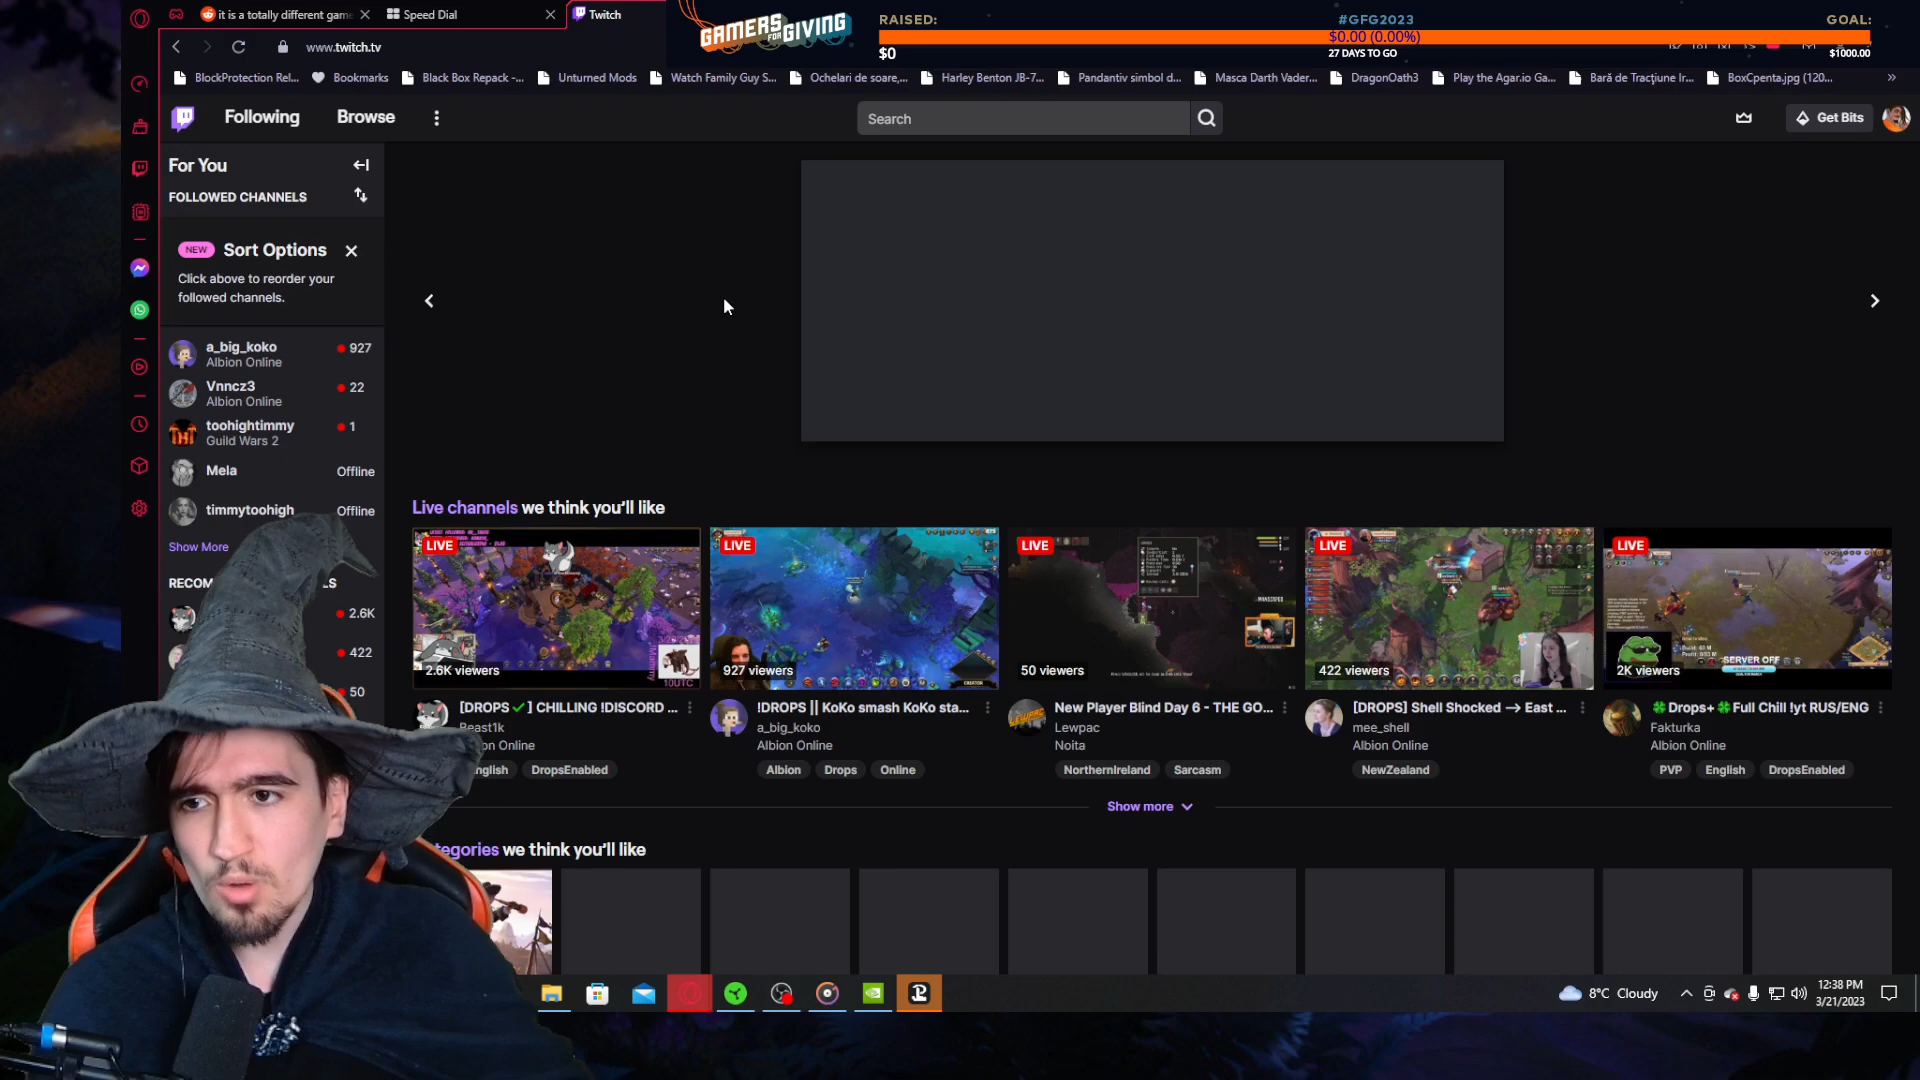 it is a totally different game
Speed Dial
Twitch
GAMERS FOR GIVING
RAISED:
#GFG2023
GOAL:
$0.00 (0.00%)
$0
27 DAYS TO GO
$1000.00
www.twitch.tv
BlockProtection Rel...
Bookmarks
Black Box Repack -...
Unturned Mods
Watch Family Guy S...
Ochelari de soare,...
Harley Benton JB-7...
Pandantiv simbol d...
Masca Darth Vader...
DragonOath3
Play the Agar.io Ga...
Bară de Tracțiune Ir...
BoxCpenta.jpg (120...
Following
Browse
Search
Get Bits
For You
FOLLOWED CHANNELS
NEW
Sort Options
Click above to reorder your
followed channels.
a_big_koko
927
Albion Online
Vnncz3
22
Albion Online
toohightimmy
1
Guild Wars 2
Mela
Offline
timmytoohigh
Offline
Show More
RECOM
LS
2.6K
422
50
Live channels we think you'll like
LIVE
2.6K viewers
[DROPS✓] CHILLING !DISCORD ...
Beast1k
on Online
nglish
DropsEnabled
LIVE
927 viewers
!DROPS || KoKo smash KoKo sta...
a_big_koko
Albion Online
Albion
Drops
Online
LIVE
50 viewers
New Player Blind Day 6 - THE GO...
Lewpac
Noita
NorthernIreland
Sarcasm
LIVE
422 viewers
[DROPS] Shell Shocked --> East ...
mee_shell
Albion Online
NewZealand
LIVE
SERVER OFF
2K viewers
🍀Drops+🍀Full Chill !yt RUS/ENG
Fakturka
Albion Online
PVP
English
DropsEnabled
Show more
tegories we think you'll like
8°C Cloudy
12:38 PM
3/21/2023